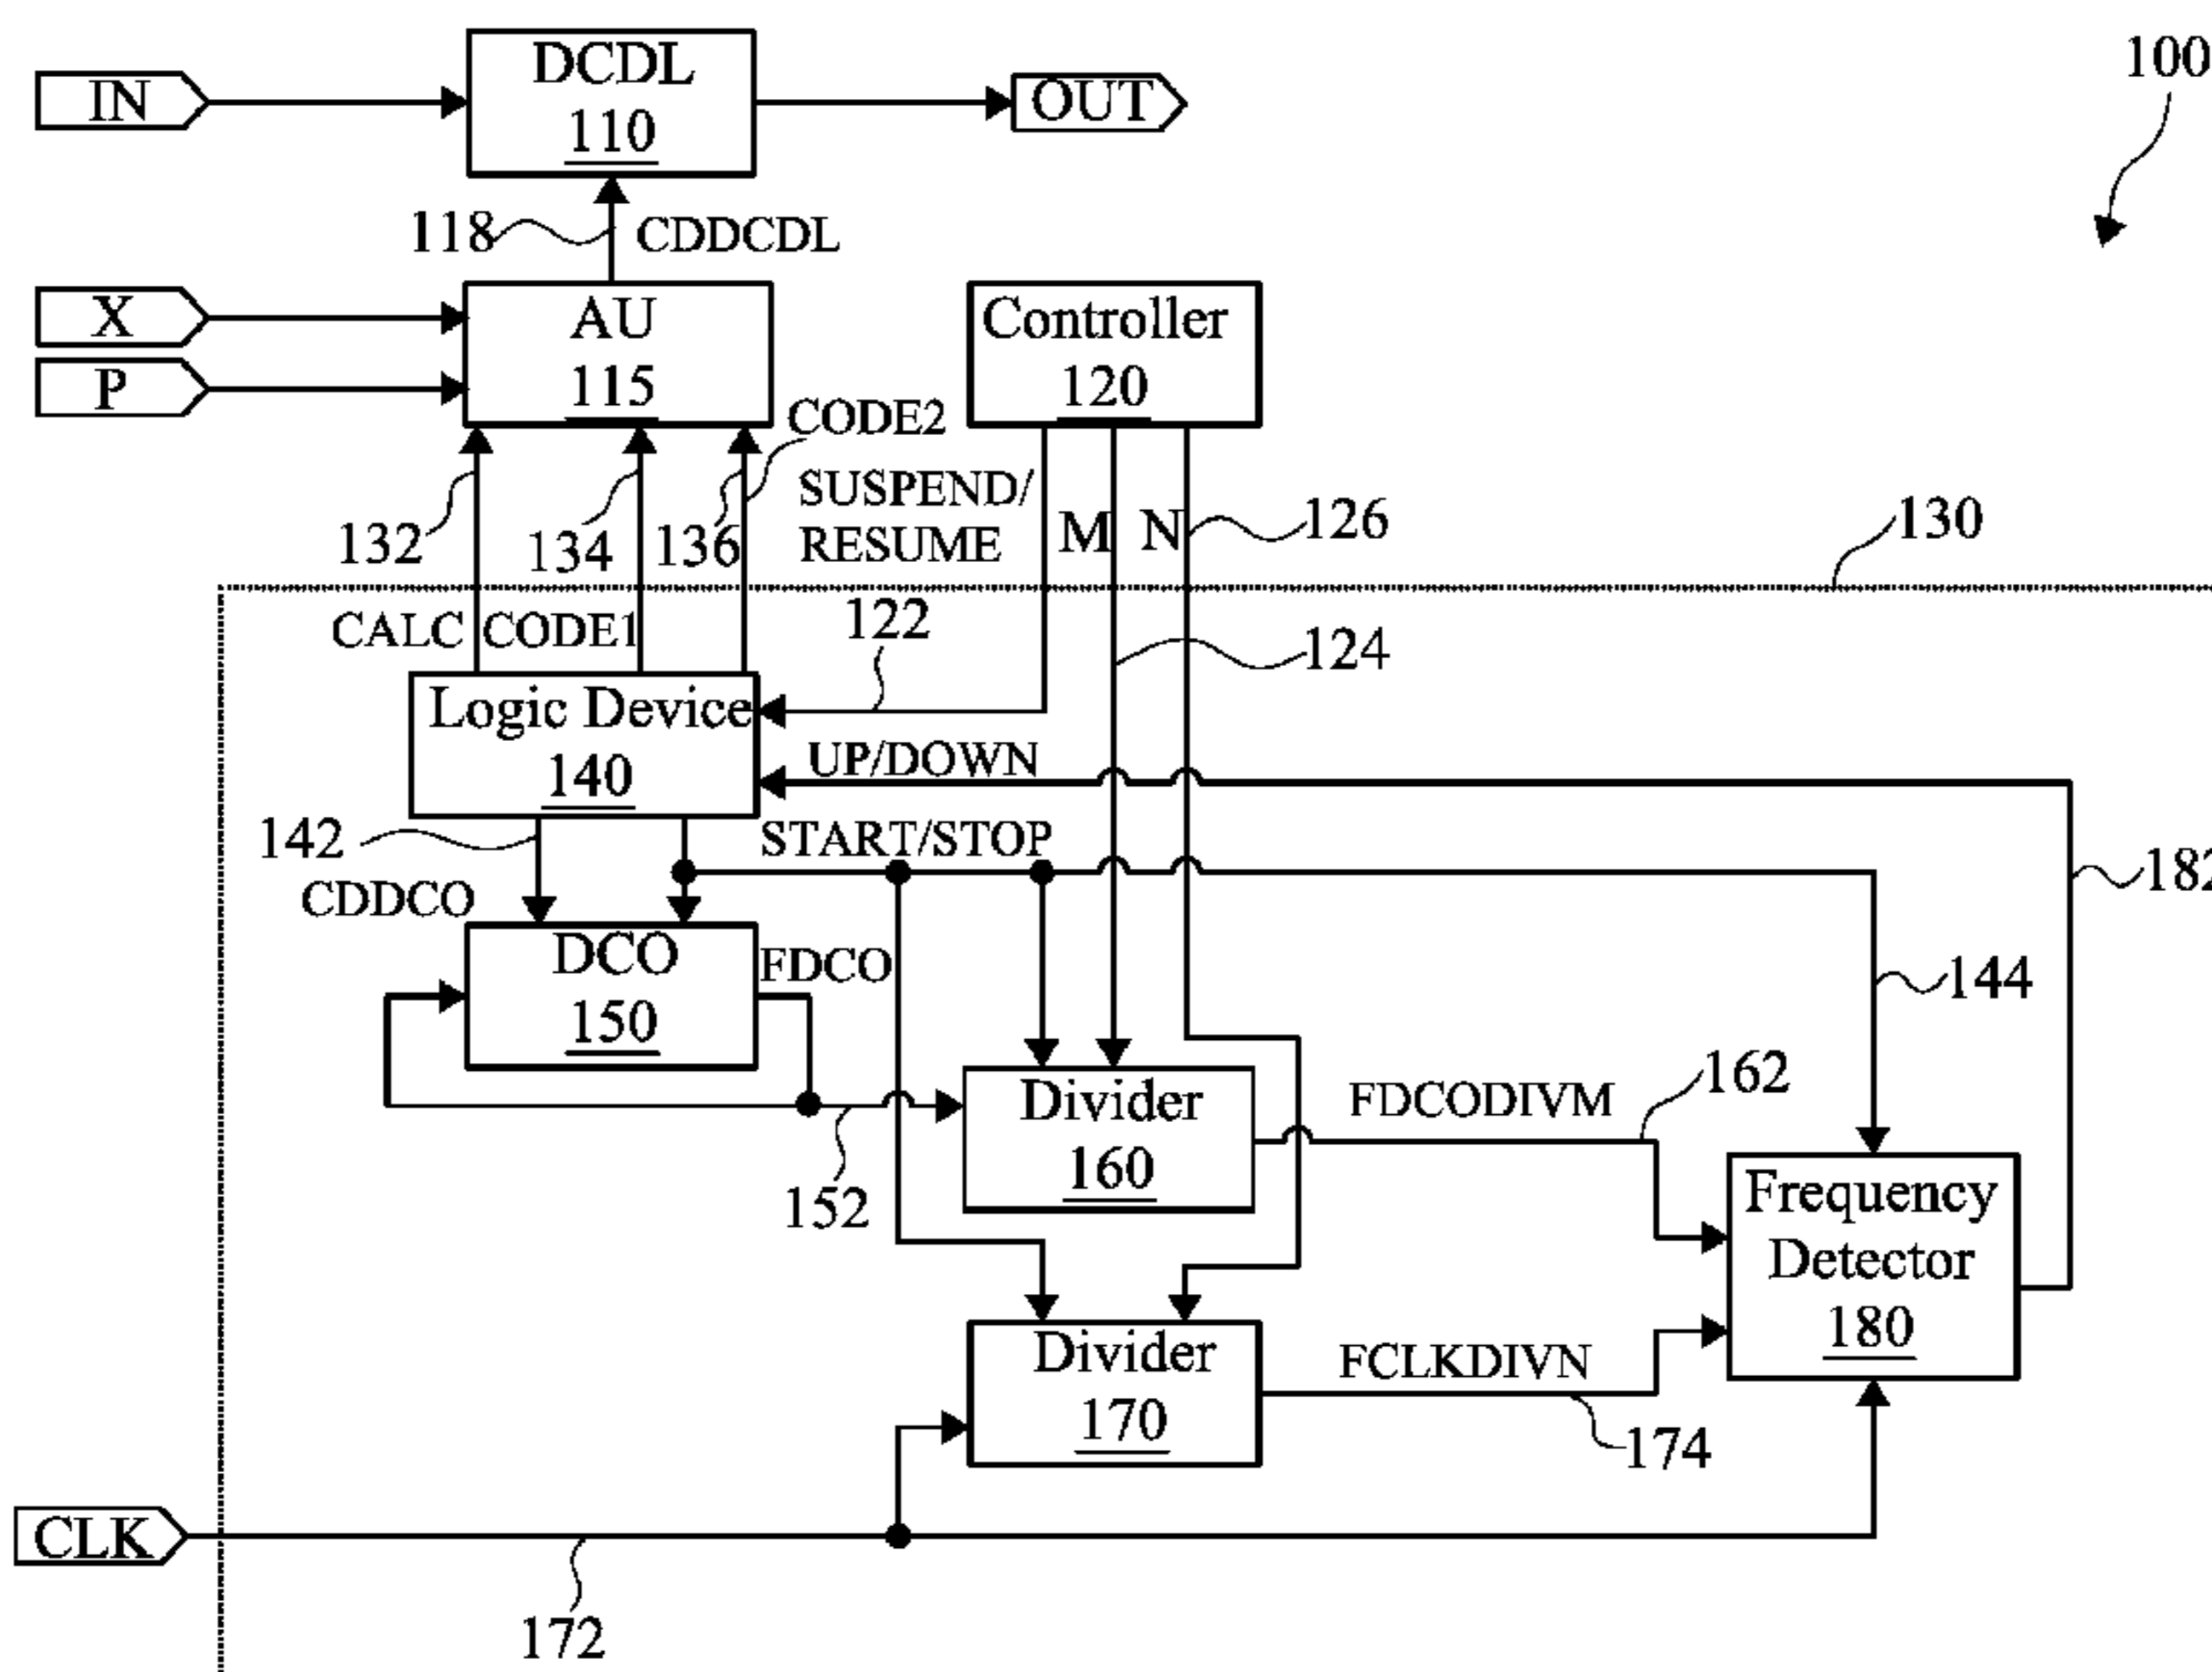 IN
DCDL
110
OUT
100
118
CDDCDL
X
P
AU
115
Controller
120
CODE2
SUSPEND/
RESUME
M
N
126
130
132
134
136
CALC
CODE1
122
124
Logic Device
140
UP/DOWN
142
START/STOP
182
CDDCO
DCO
150
FDCO
144
Divider
160
FDCODIVM
162
152
Frequency
Detector
180
Divider
170
FCLKDIVN
174
CLK
172